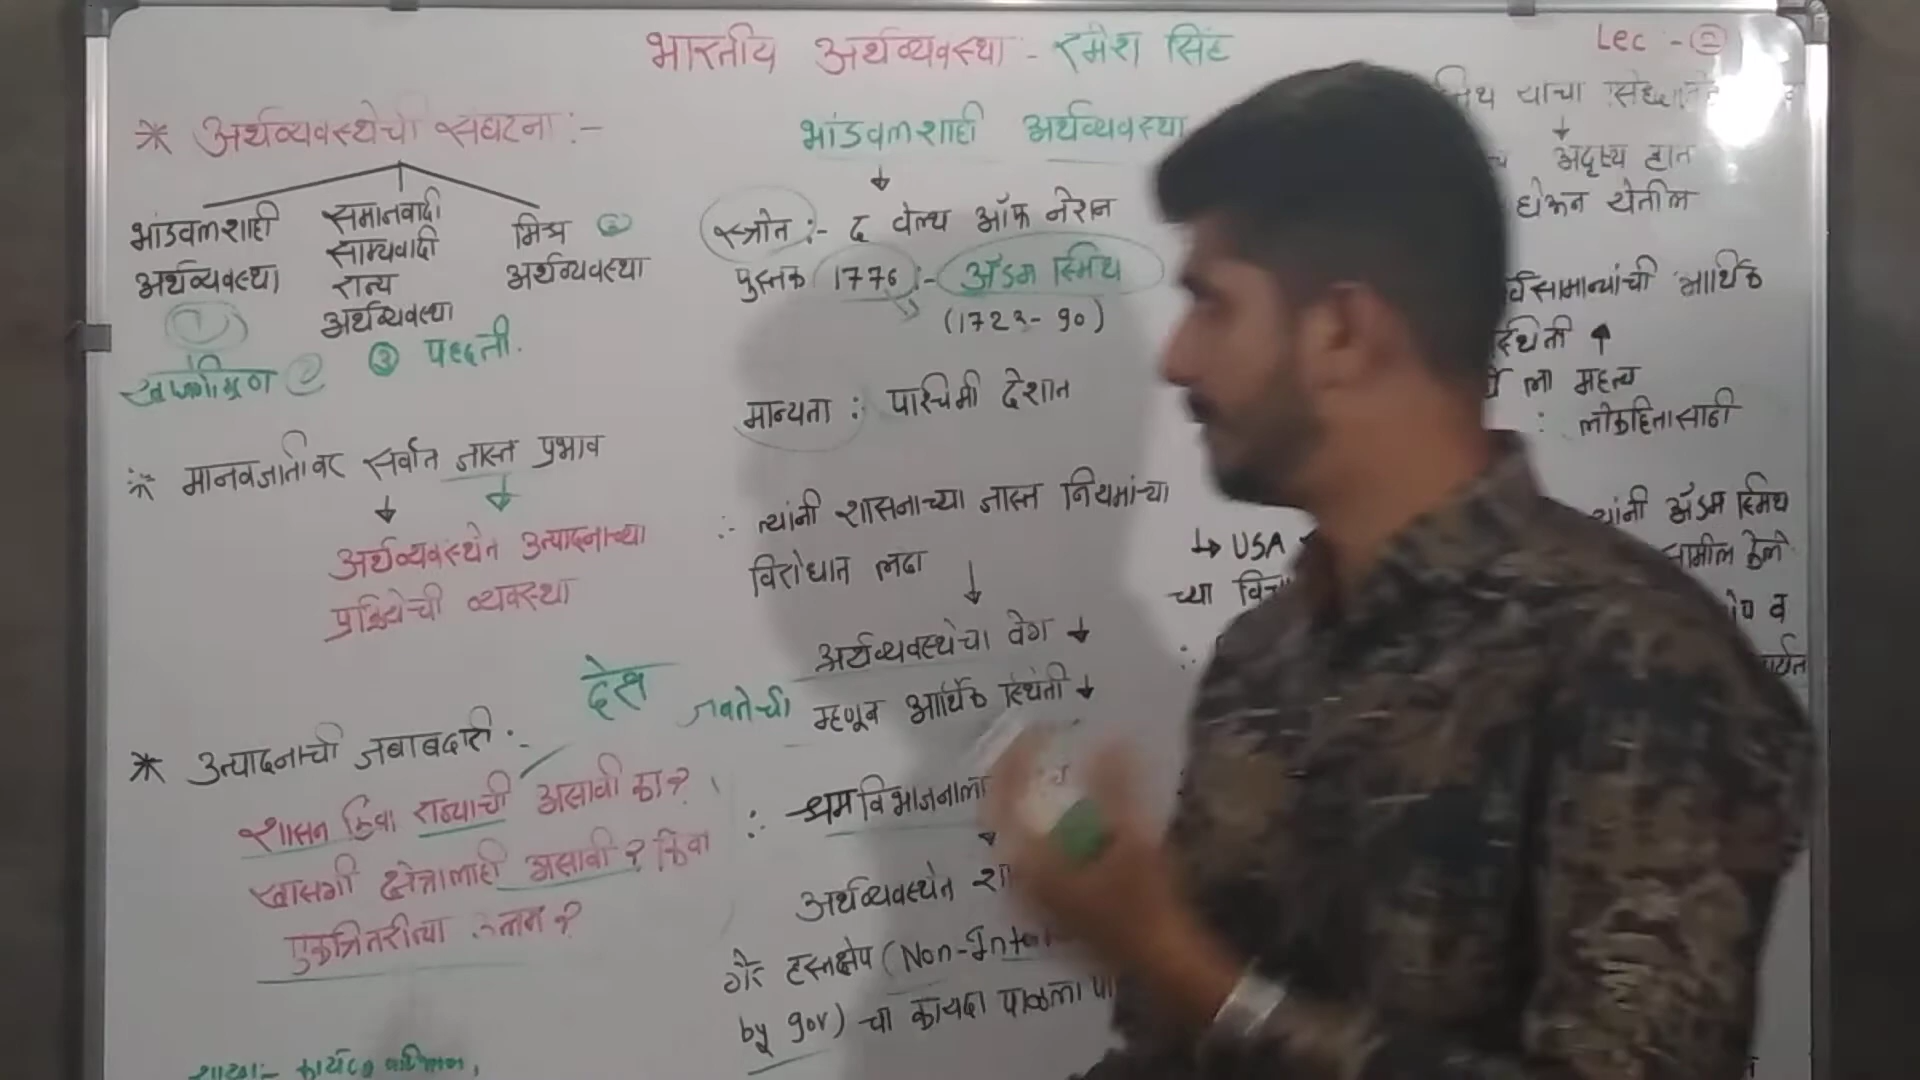 भारतीय अर्थव्यवस्था - रमेश सिंह
Lec - ②
* अर्थव्यवस्थेची संघटना :-
भांडवलशाही
अर्थव्यवस्था
①
समाजवादी
साम्यवादी
राज्य
अर्थव्यवस्था
मिश्र
अर्थव्यवस्था
③ पद्दती.
मानवजातीवर सर्वात जास्त प्रभाव
अर्थव्यवस्थेत उत्पादनाच्या
प्रक्रियेची व्यवस्था
देश
* उत्पादनाची जबाबदारी :-
शासन किंवा राज्याची असावी का?
खासगी क्षेत्रालाही असावी? किंवा
एकत्रितरीत्या
भांडवलशाही अर्थव्यवस्था
↓
स्त्रोत :- द वेल्थ ऑफ नेशन
पुस्तक 1776 :- ॲडम स्मिथ
(1723-90)
मान्यता : पाश्चिमी देशात
∴ त्यांनी शासनाच्या जास्त नियमांच्या
विरोधात लढा
अर्थव्यवस्थेचा वेग ↓
जनतेची म्हणून आर्थिक स्थिती ↓
∴ श्रमविभाजनाला
अर्थव्यवस्थेत
गैर हस्तक्षेप (Non-Inte
by gov) चा कायदा पाळला
मिथ यांचा
↓
अदृश्य हात
घेऊन येतील
सामान्यांची आर्थिक
स्थिती ↑
ला महत्व
: लोकहितासाठी
↳ USA
च्या
यांनी ॲडम स्मिथ
सामील केले
व